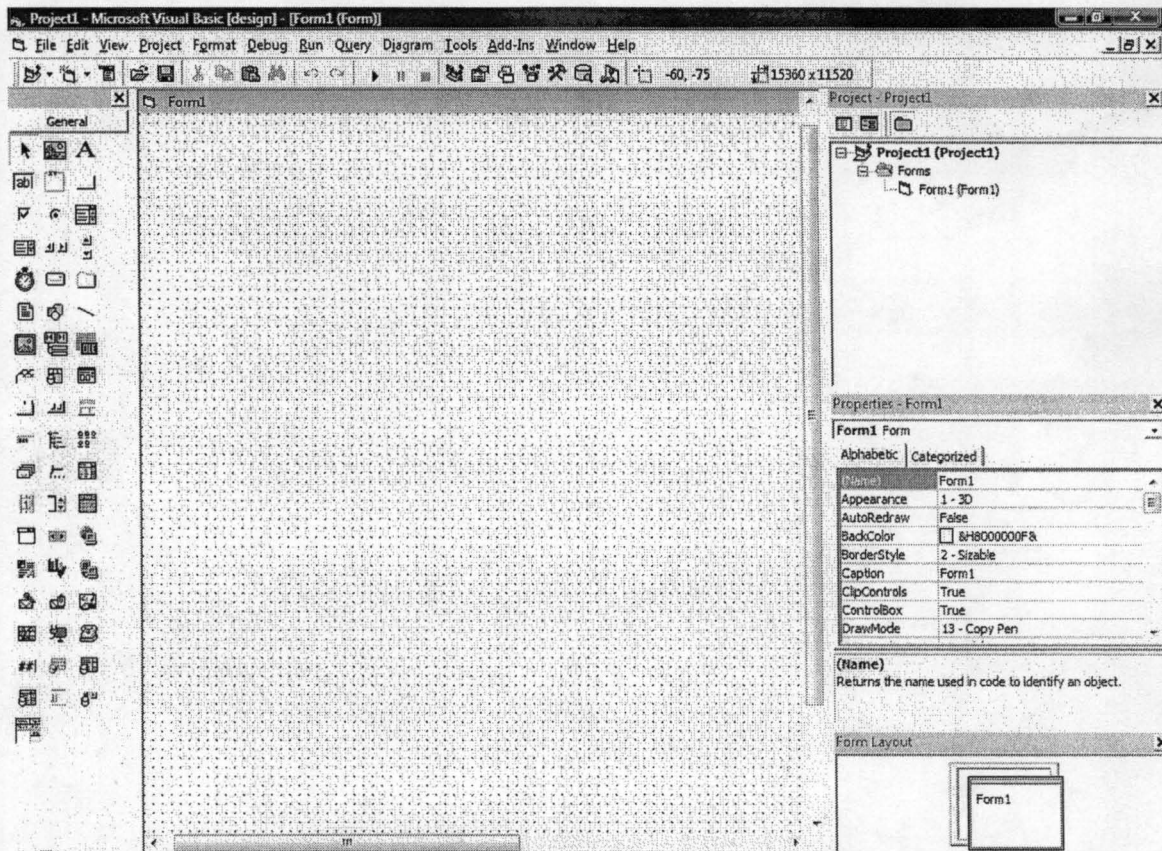 Project1 - Microsoft Visual Basic [design] - [Form1 (Form)]
File Edit View Project Format Debug Run Query Diagram Tools Add-Ins Window Help
-60, -75 15360 x 11520
General
A
ab|
OLE
##|
Form1
Project - Project1
Project1 (Project1)
Forms
Form1 (Form1)
Properties - Form1
Form1 Form
Alphabetic Categorized
(Name) Form1
Appearance 1 - 3D
AutoRedraw False
BackColor &H8000000F&
BorderStyle 2 - Sizable
Caption Form1
ClipControls True
ControlBox True
DrawMode 13 - Copy Pen
(Name)
Returns the name used in code to identify an object.
Form Layout
Form1